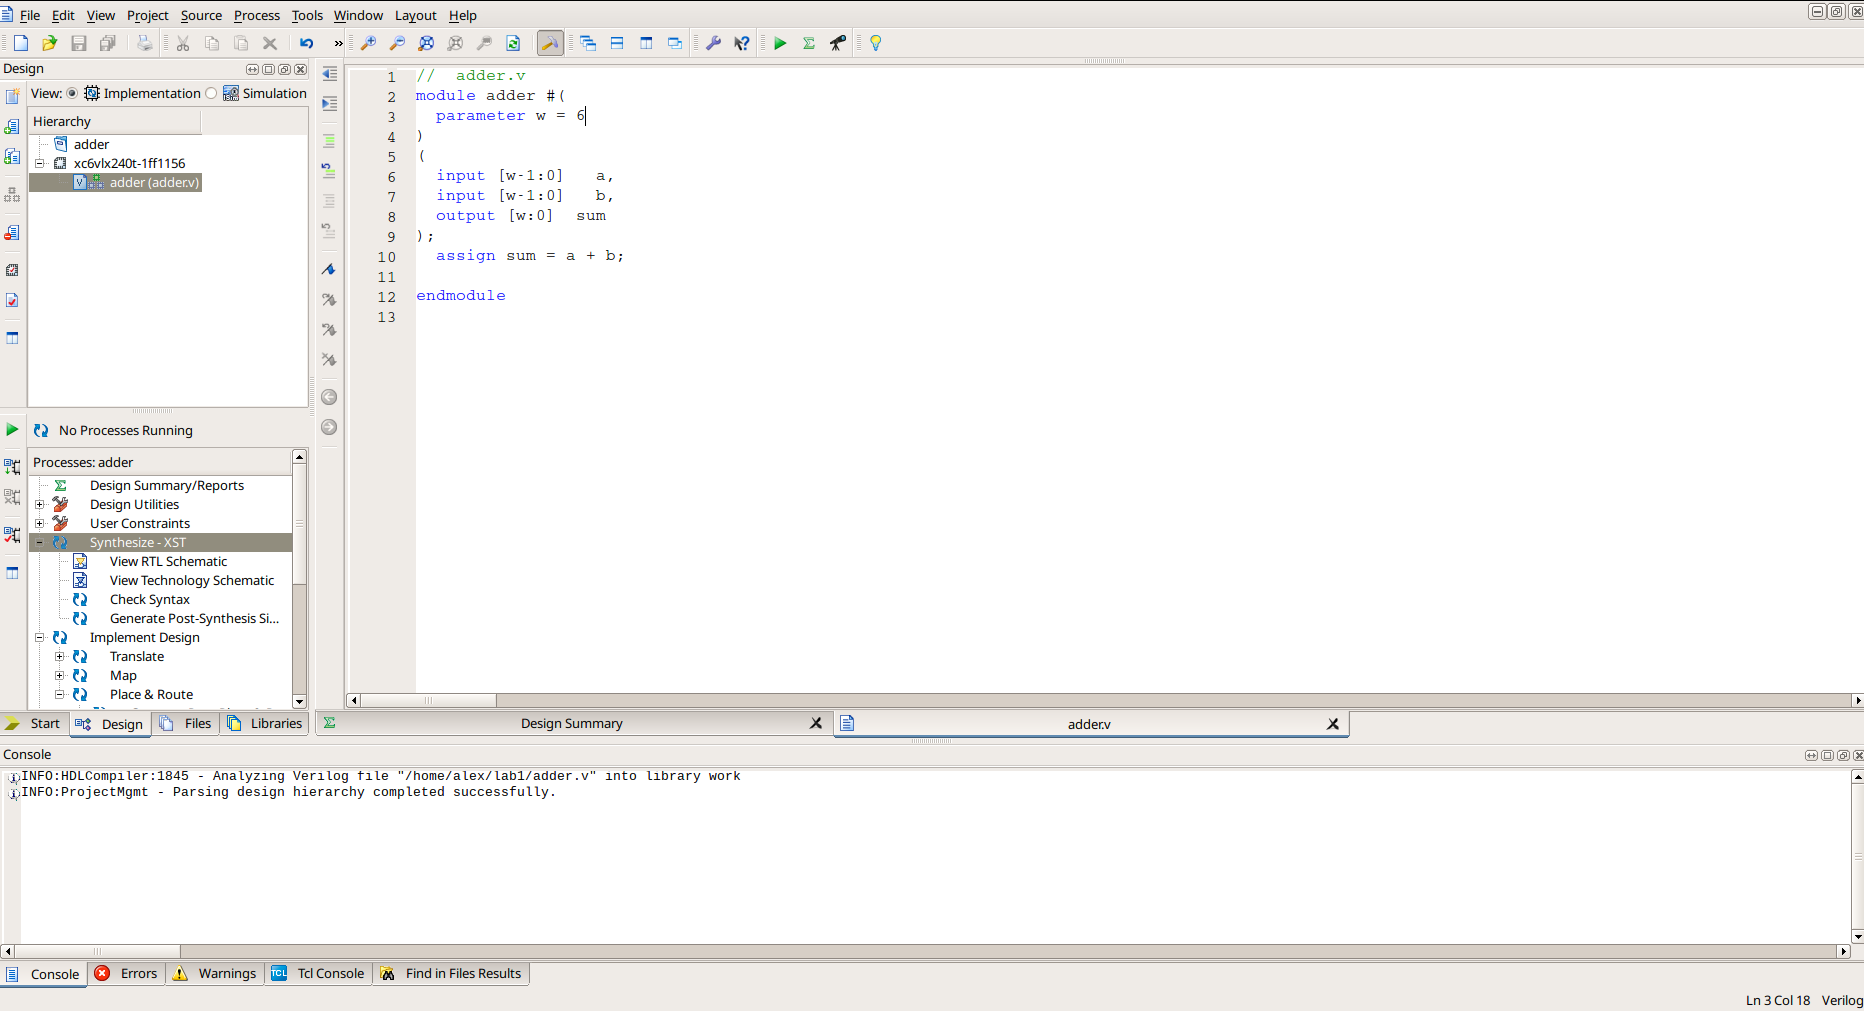 File Edit View Project Source Process Tools Window Layout Help
»
Design
View: Implementation Simulation
Hierarchy
adder
xc6vlx240t-1ff1156
adder (adder.v)
No Processes Running
Processes: adder
Design Summary/Reports
Design Utilities
User Constraints
Synthesize - XST
View RTL Schematic
View Technology Schematic
Check Syntax
Generate Post-Synthesis Si...
Implement Design
Translate
Map
Place & Route
Start Design Files Libraries
1 // adder.v
2 module adder #(
3 parameter w = 6
4 )
5 (
6 input [w-1:0] a,
7 input [w-1:0] b,
8 output [w:0] sum
9 );
10 assign sum = a + b;
11
12 endmodule
13
Design Summary adder.v
Console
INFO:HDLCompiler:1845 - Analyzing Verilog file "/home/alex/lab1/adder.v" into library work
INFO:ProjectMgmt - Parsing design hierarchy completed successfully.
Console Errors Warnings TCL Tcl Console Find in Files Results
Ln 3 Col 18 Verilog